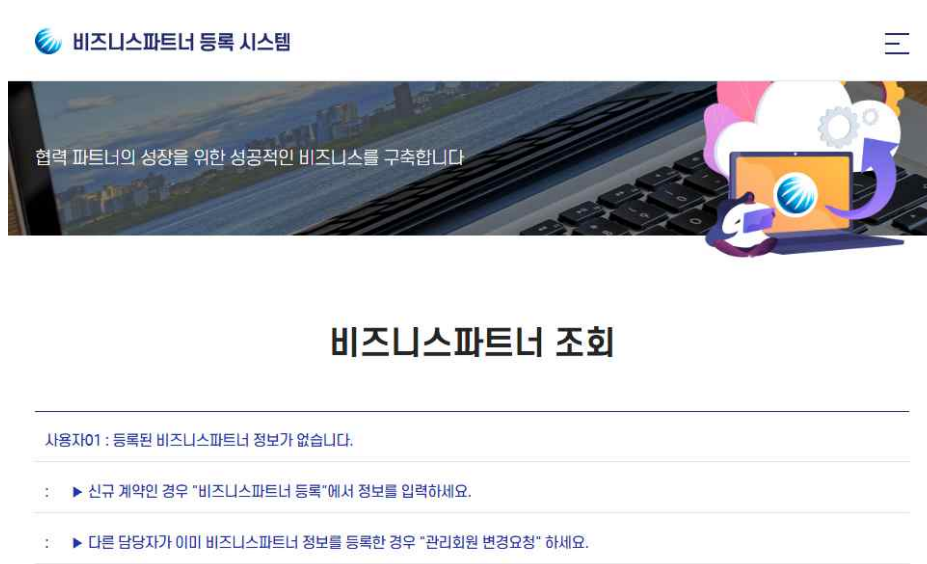 비즈니스파트너 등록 시스템
협력 파트너의 성장을 위한 성공적인 비즈니스를 구축합니다
비즈니스파트너 조회
사용자01 : 등록된 비즈니스파트너 정보가 없습니다.
: ▶ 신규 계약인 경우 "비즈니스파트너 등록"에서 정보를 입력하세요.
: ▶ 다른 담당자가 이미 비즈니스파트너 정보를 등록한 경우 "관리회원 변경요청" 하세요.